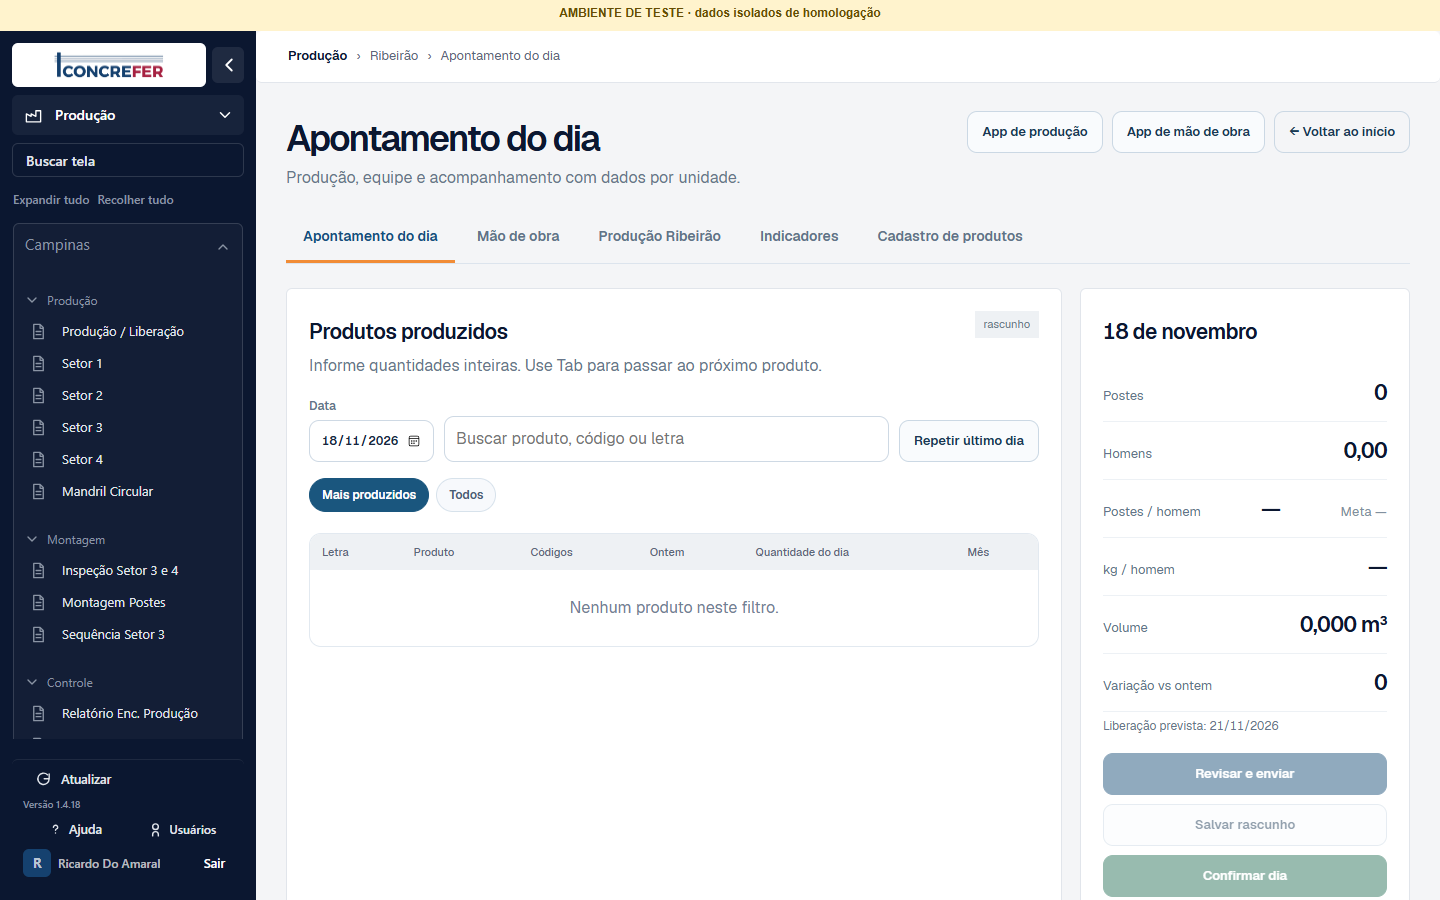 AMBIENTE DE TESTE · dados isolados de homologação
CONCREFER
Produção
Buscar tela
Expandir tudo Recolher tudo
Campinas
Produção
Produção / Liberação
Setor 1
Setor 2
Setor 3
Setor 4
Mandril Circular
Montagem
Inspeção Setor 3 e 4
Montagem Postes
Sequência Setor 3
Controle
Relatório Enc. Produção
Atualizar
Versão 1.4.18
? Ajuda Usuários
R Ricardo Do Amaral Sair
Produção › Ribeirão › Apontamento do dia
Apontamento do dia
Produção, equipe e acompanhamento com dados por unidade.
App de produção App de mão de obra ← Voltar ao início
Apontamento do dia Mão de obra Produção Ribeirão Indicadores Cadastro de produtos
Produtos produzidos
rascunho
Informe quantidades inteiras. Use Tab para passar ao próximo produto.
Data
18/11/2026 Buscar produto, código ou letra Repetir último dia
Mais produzidos Todos
Letra Produto Códigos Ontem Quantidade do dia Mês
Nenhum produto neste filtro.
18 de novembro
Postes 0
Homens 0,00
Postes / homem — Meta —
kg / homem —
Volume 0,000 m³
Variação vs ontem 0
Liberação prevista: 21/11/2026
Revisar e enviar
Salvar rascunho
Confirmar dia